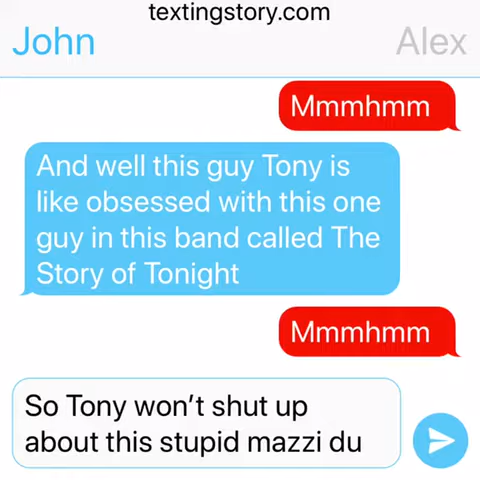 textingstory.com
John
Alex
Mmmhmm
And well this guy Tony is
like obsessed with this one
guy in this band called The
Story of Tonight
Mmmhmm
So Tony won’t shut up
about this stupid mazzi du